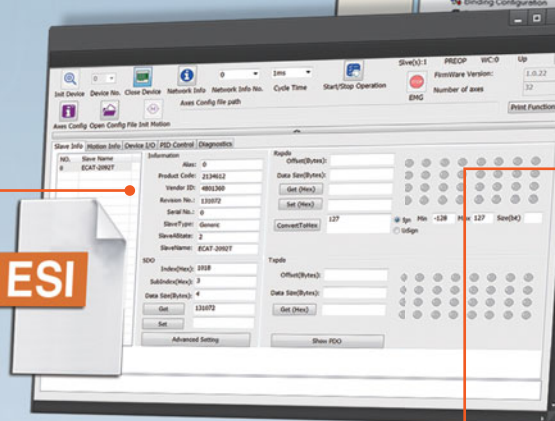 Binding Configuration
Slve(s):1 PREOP WC:0 Up
0 0 1ms FirmWare Version: 1.0.22
Init Device Device No. Close Device Network Info Network Info No. Cycle Time Start/Stop Operation EMG Number of axes 32
Axes Config file path
Print Function
Axes Config Open Config File Init Motion
Slave Info Motion Info Device I/O PID Control Diagnostics
NO. Slave Name
0 ECAT-2092T
Information
Alias: 0
Product Code: 2134612
Vendor ID: 4801360
Revision No.: 131072
Serial No.: 0
SlaveType: Generic
SlaveAlState: 2
SlaveName: ECAT-2092T
SDO
Index(Hex): 1018
SubIndex(Hex): 3
Data Size(Bytes): 4
Get 131072
Set
Advanced Setting
Rxpdo
Offset(Bytes):
Data Size(Bytes):
Get (Hex)
Set (Hex)
ConvertToHex 127 Sgn Min -128 Max 127 Size(bit)
USign
Txpdo
Offset(Bytes):
Data Size(Bytes):
Get (Hex)
Show PDO
ESI